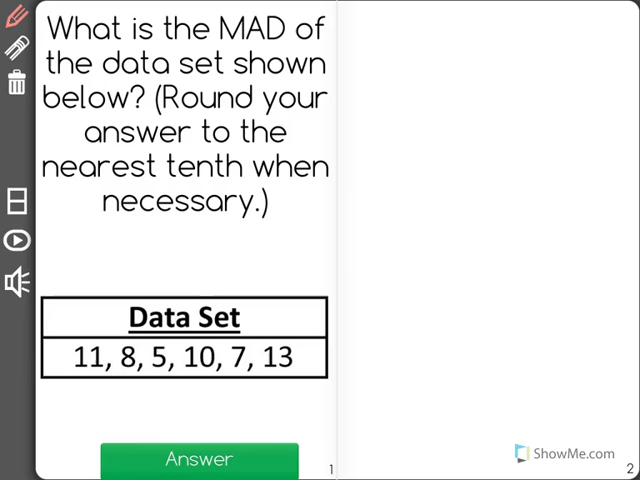 What is the MAD of
the data set shown
below? (Round your
answer to the
nearest tenth when
necessary.)
Data Set
11, 8, 5, 10, 7, 13
Answer
1
ShowMe.com
2